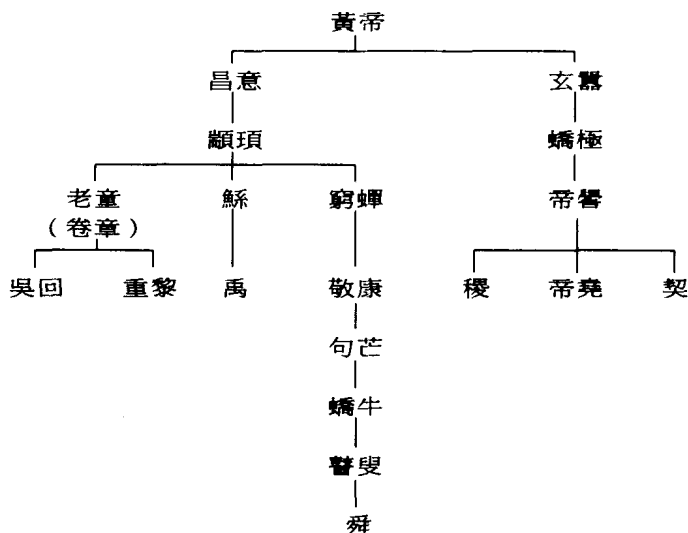 黃帝
昌意 玄囂
顓頊 蟜極
老童 鯀 窮蟬 帝嚳
（卷章）
吳回 重黎 禹 敬康 稷 帝堯 契
句芒
蟜牛
瞽叟
舜